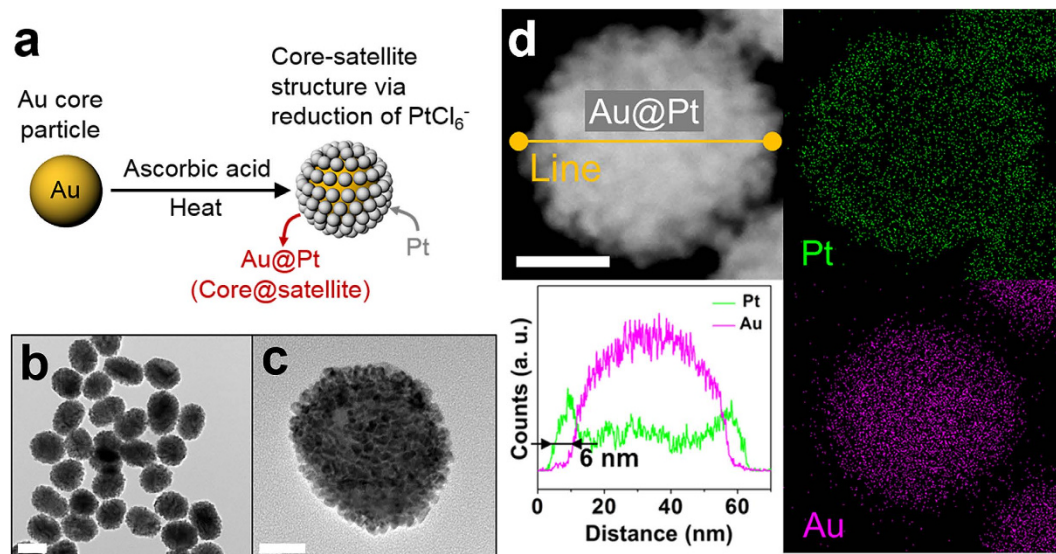 a
Au core
particle
Au
Ascorbic acid
Heat
Core-satellite
structure via
reduction of PtCl₆⁻
Pt
Au@Pt
(Core@satellite)
b
c
d
Au@Pt
Line
Pt
Au
Counts (a. u.)
Pt
Au
6 nm
0
20
40
60
Distance (nm)